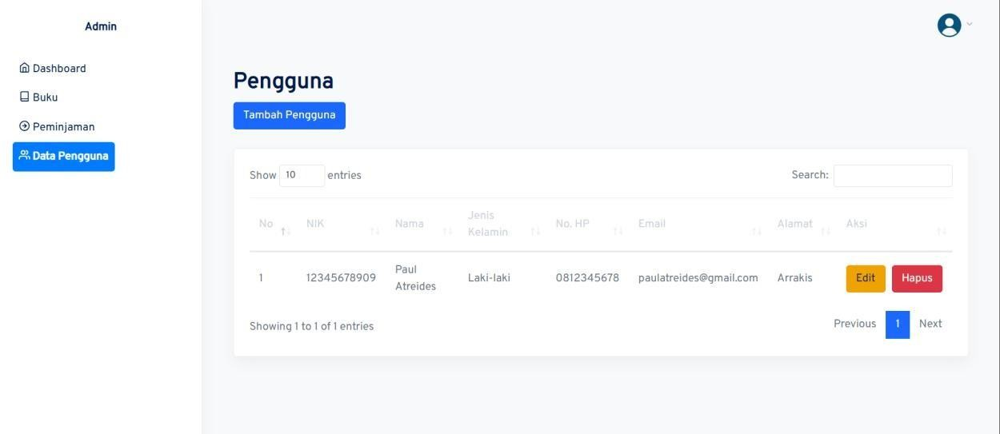 Admin
Dashboard
Buku
Peminjaman
Data Pengguna
Pengguna
Tambah Pengguna
Show 10 entries
Search:
No NIK Nama Jenis Kelamin No. HP Email Alamat Aksi
1 12345678909 Paul Atreides Laki-laki 0812345678 paulatreides@gmail.com Arrakis Edit Hapus
Showing 1 to 1 of 1 entries
Previous 1 Next